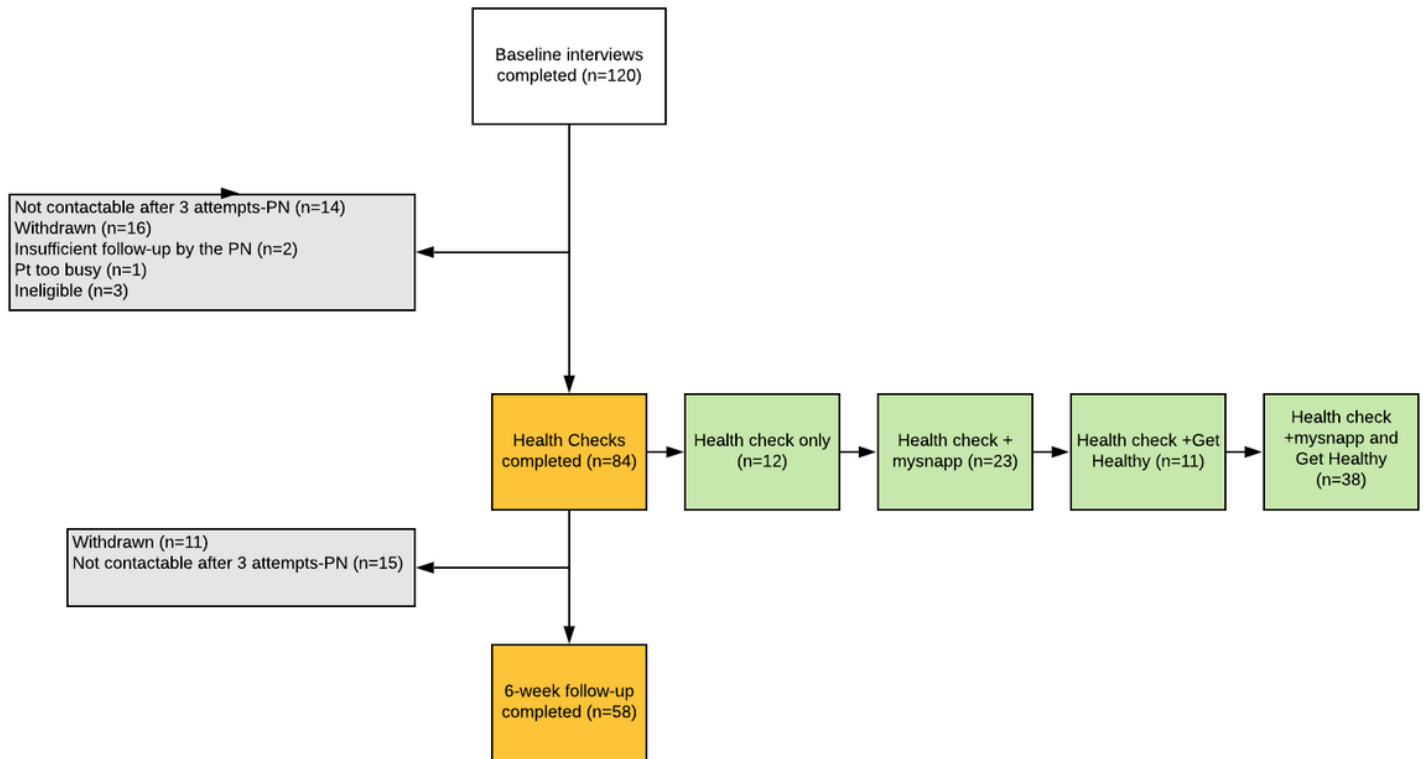 Baseline interviews
completed (n=120)
Not contactable after 3 attempts-PN (n=14)
Withdrawn (n=16)
Insufficient follow-up by the PN (n=2)
Pt too busy (n=1)
Ineligible (n=3)
Health Checks
completed (n=84)
Health check only
(n=12)
Health check +
mysnapp (n=23)
Health check +Get
Healthy (n=11)
Health check
+mysnapp and
Get Healthy
(n=38)
Withdrawn (n=11)
Not contactable after 3 attempts-PN (n=15)
6-week follow-up
completed (n=58)